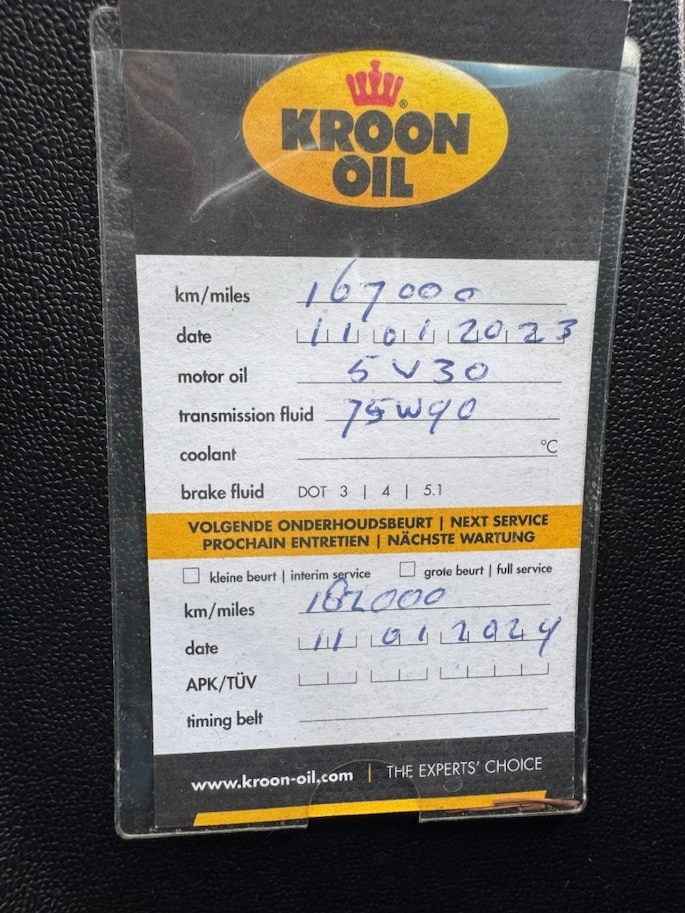 KROON
OIL
km/miles 167000
date 11 01 2023
motor oil 5W30
transmission fluid 75W90
coolant °C
brake fluid DOT 3 | 4 | 5.1
VOLGENDE ONDERHOUDSBEURT | NEXT SERVICE
PROCHAIN ENTRETIEN | NÄCHSTE WARTUNG
kleine beurt | interim service grote beurt | full service
km/miles 182000
date 11 01 2024
APK/TÜV
timing belt
www.kroon-oil.com | THE EXPERTS' CHOICE